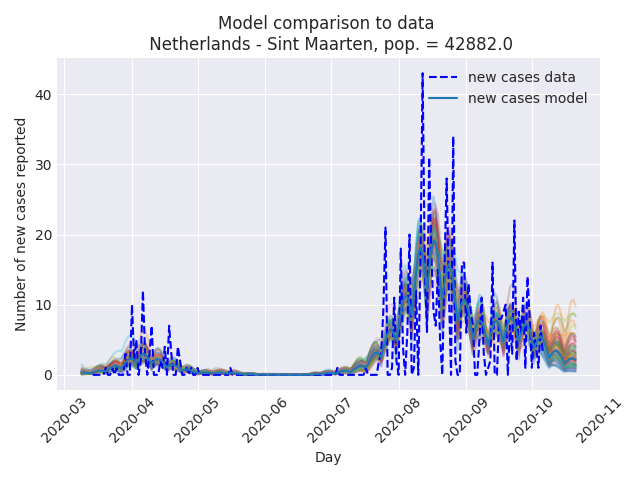 Model comparison to data
Netherlands - Sint Maarten, pop. = 42882.0
new cases data
new cases model
Number of new cases reported
40
30
20
10
0
2020-03
2020-04
2020-05
2020-06
2020-07
2020-08
2020-09
2020-10
2020-11
Day